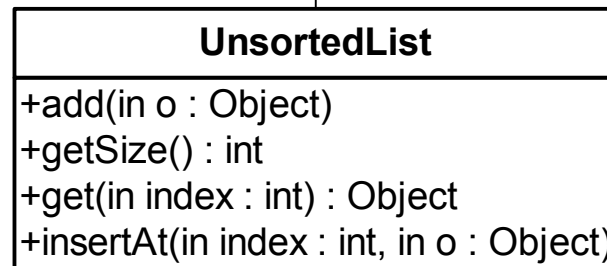 UnsortedList
+add(in o : Object)
+getSize() : int
+get(in index : int) : Object
+insertAt(in index : int, in o : Object)